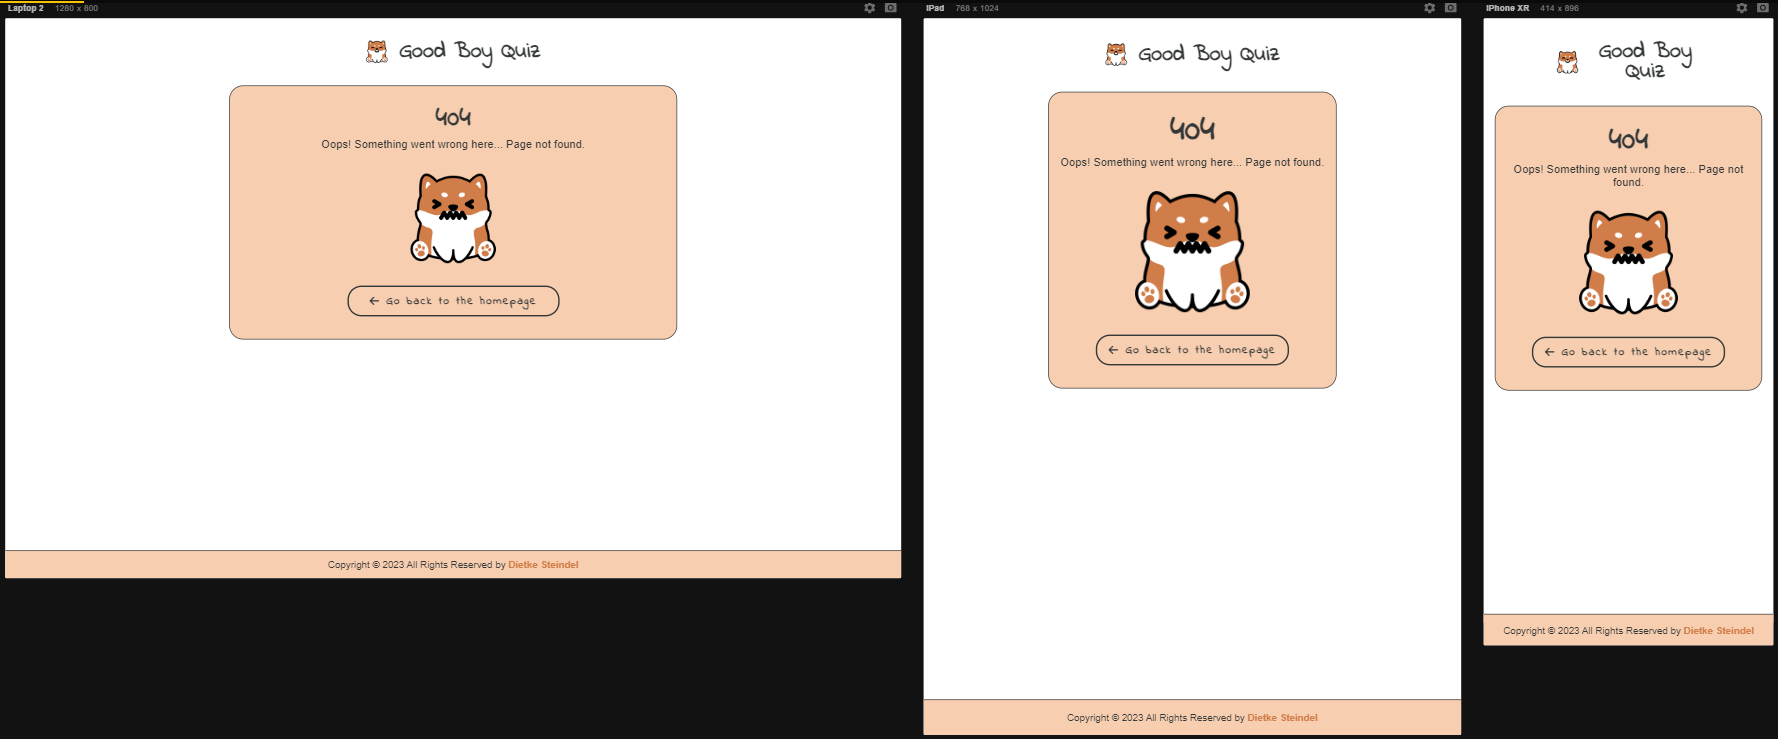 Laptop 2 1280 x 800
Good Boy Quiz
404
Oops! Something went wrong here... Page not found.
← Go back to the homepage
Copyright © 2023 All Rights Reserved by Dietke Steindel
iPad 768 x 1024
Good Boy Quiz
404
Oops! Something went wrong here... Page not found.
← Go back to the homepage
Copyright © 2023 All Rights Reserved by Dietke Steindel
iPhone XR 414 x 896
Good Boy
Quiz
404
Oops! Something went wrong here... Page not
found.
← Go back to the homepage
Copyright © 2023 All Rights Reserved by Dietke Steindel